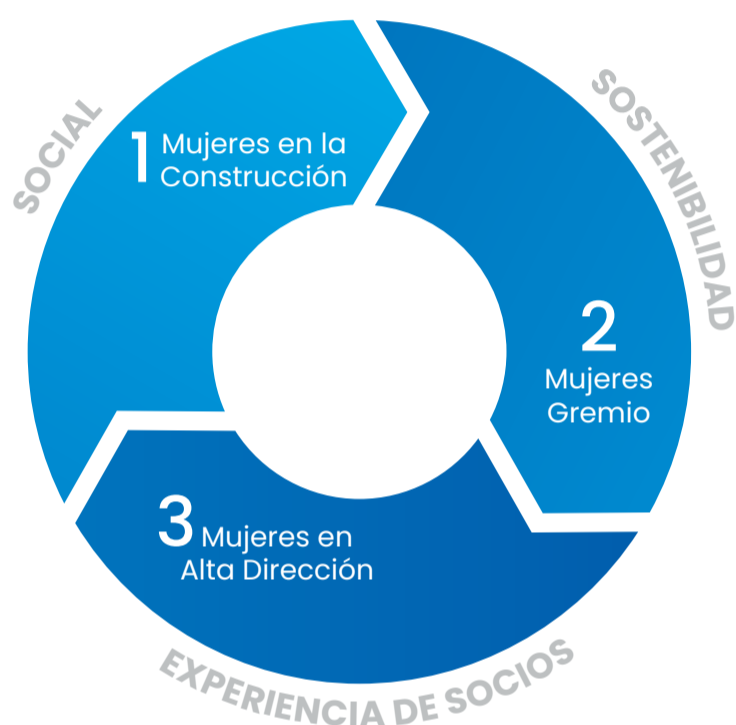 SOCIAL
1 Mujeres en la
Construcción
SOSTENIBILIDAD
2
Mujeres
Gremio
3 Mujeres en
Alta Dirección
EXPERIENCIA DE SOCIOS